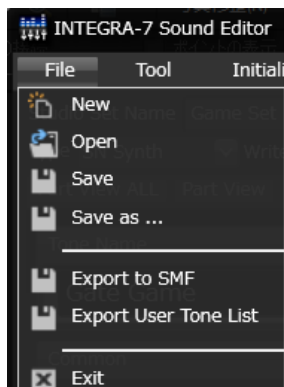 INTEGRA-7 Sound Editor
File Tool Initiali
New
Open
Save
Save as ...
Export to SMF
Export User Tone List
Exit